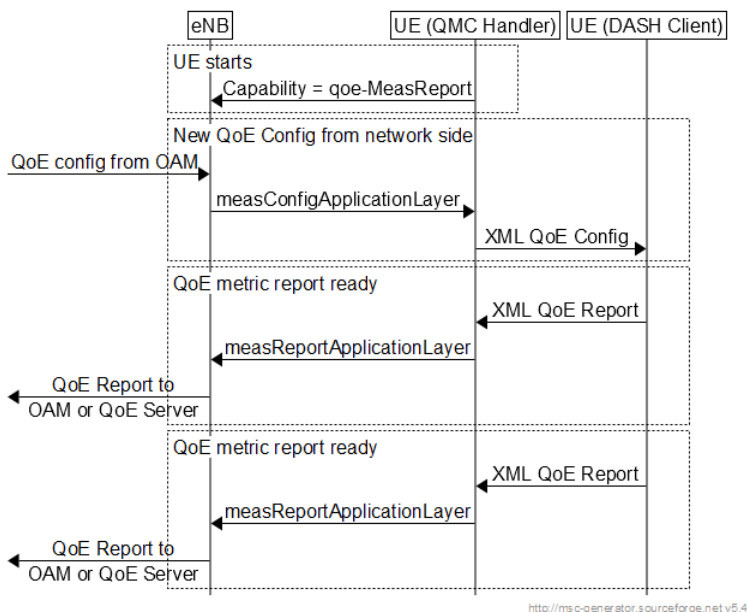 eNB
UE (QMC Handler)
UE (DASH Client)
UE starts
Capability = qoe-MeasReport
New QoE Config from network side
QoE config from OAM
measConfigApplicationLayer
XML QoE Config
QoE metric report ready
XML QoE Report
measReportApplicationLayer
QoE Report to
OAM or QoE Server
QoE metric report ready
XML QoE Report
measReportApplicationLayer
QoE Report to
OAM or QoE Server
http://msc-generator.sourceforge.net v5.4